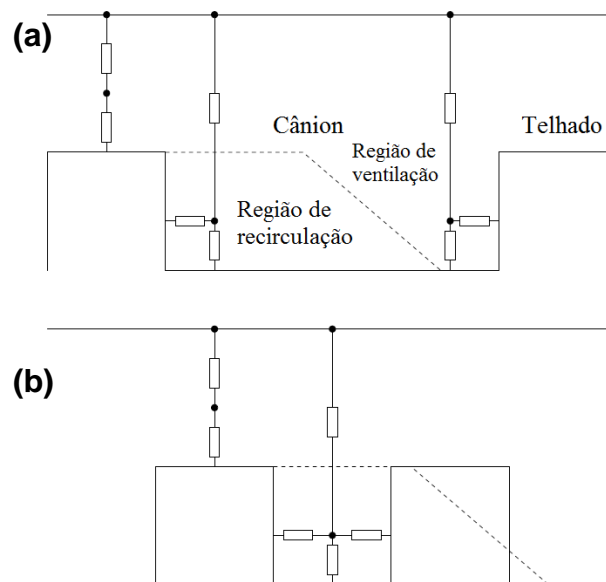 (a)
Cânion
Telhado
Região de
ventilação
Região de
recirculação
(b)